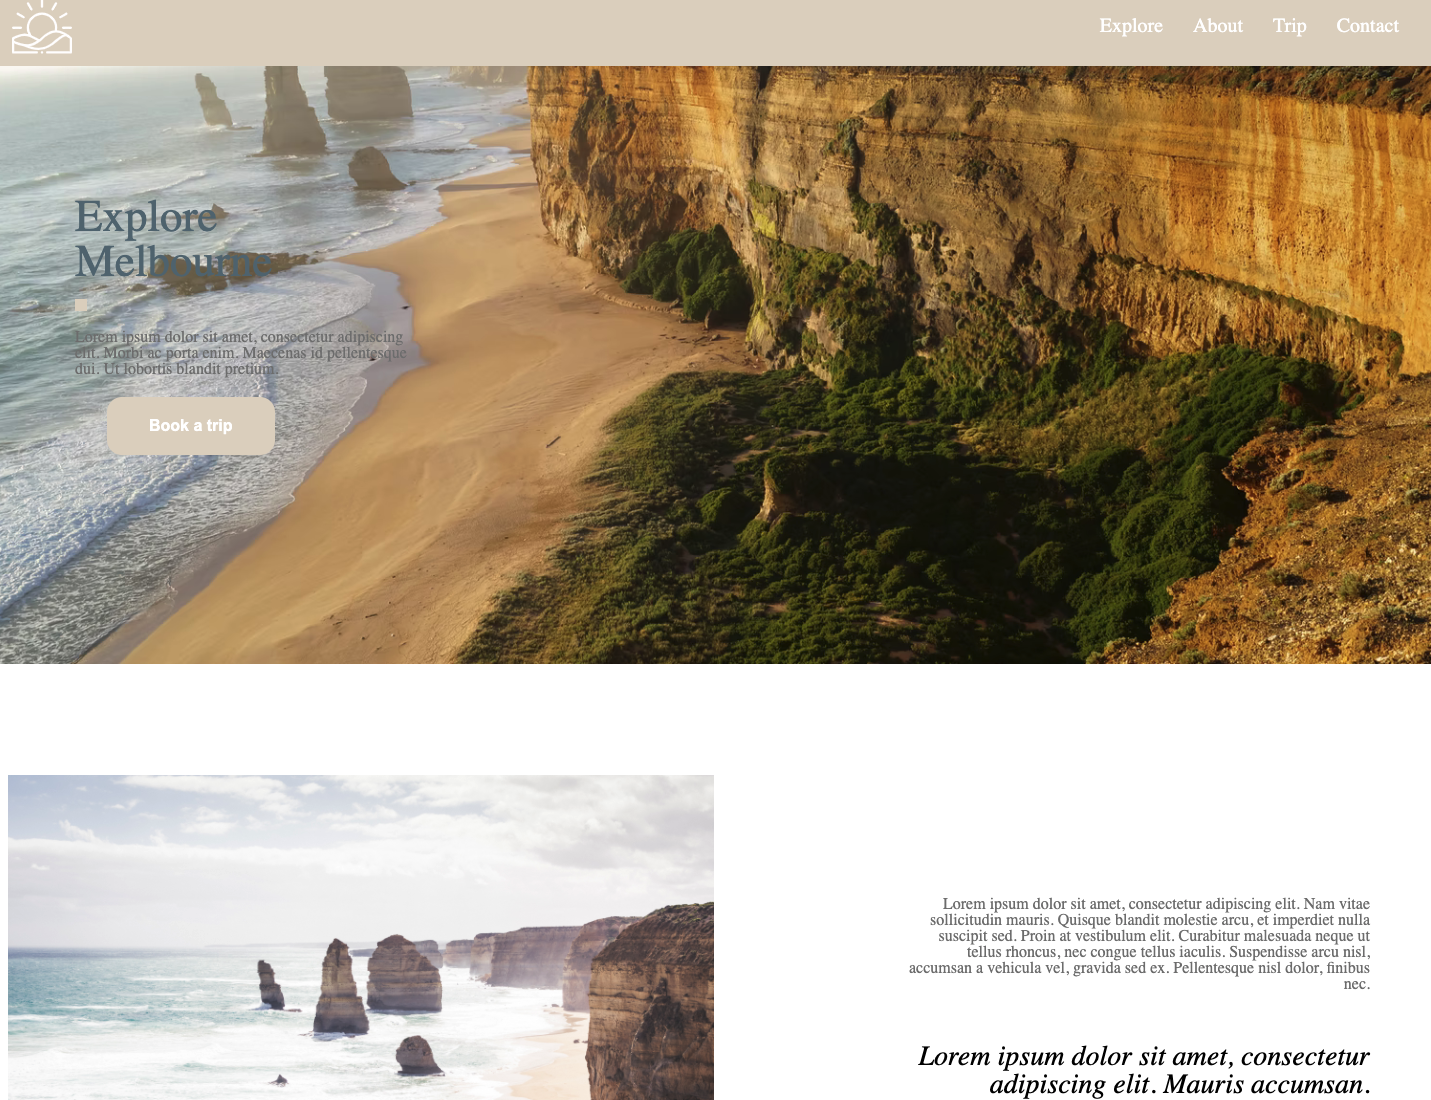 Explore About Trip Contact
Explore
Melbourne
Lorem ipsum dolor sit amet, consectetur adipiscing
elit. Morbi ac porta enim. Maecenas id pellentesque
dui. Ut lobortis blandit pretium.
Book a trip
Lorem ipsum dolor sit amet, consectetur adipiscing elit. Nam vitae
sollicitudin mauris. Quisque blandit molestie arcu, et imperdiet nulla
suscipit sed. Proin at vestibulum elit. Curabitur malesuada neque ut
tellus rhoncus, nec congue tellus iaculis. Suspendisse arcu nisl,
accumsan a vehicula vel, gravida sed ex. Pellentesque nisl dolor, finibus
nec.
Lorem ipsum dolor sit amet, consectetur
adipiscing elit. Mauris accumsan.